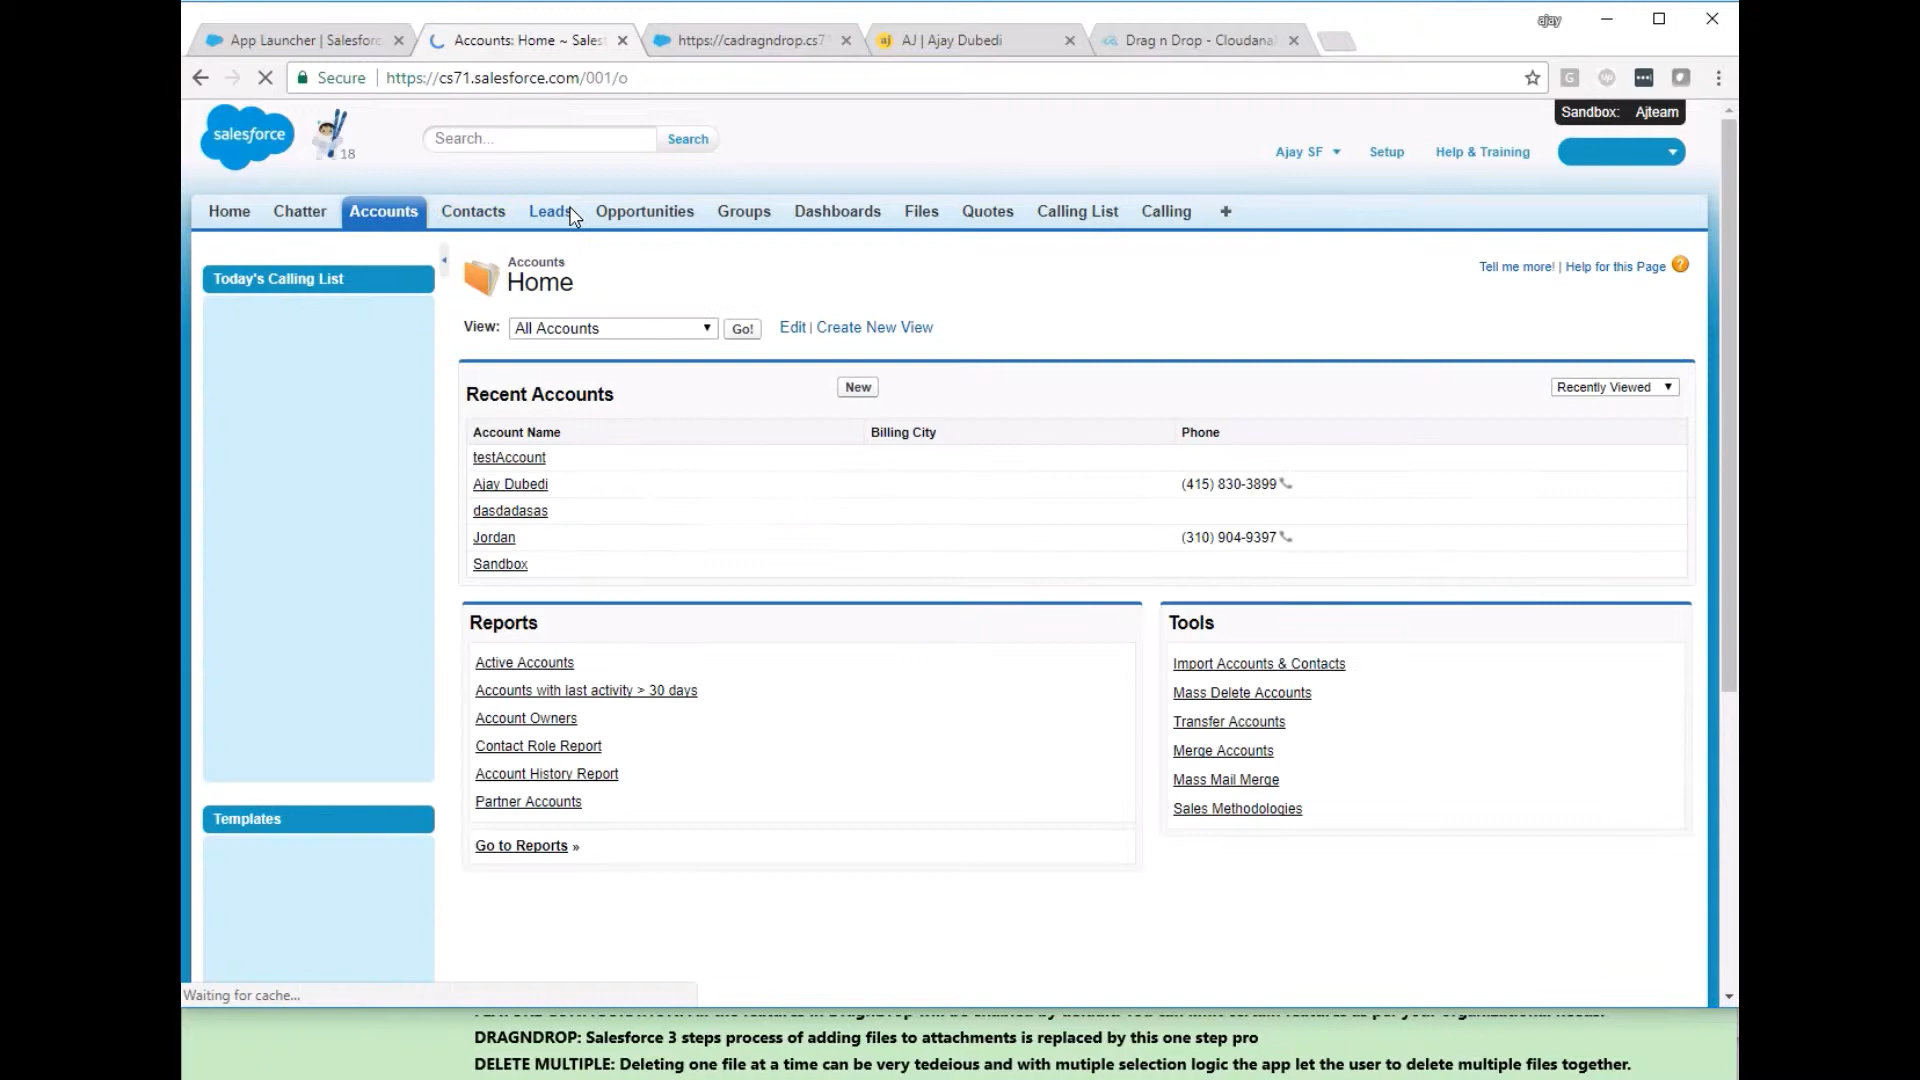 ajay
App Launcher | Salesforc
Accounts: Home ~ Salest
https://cadragndrop.cs7
aj AJ | Ajay Dubedi
Drag n Drop - Cloudanal
Secure | https://cs71.salesforce.com/001/o
Sandbox: Ajteam
salesforce
18
Search...
Search
Ajay SF
Setup
Help & Training
Home
Chatter
Accounts
Contacts
Leads
Opportunities
Groups
Dashboards
Files
Quotes
Calling List
Calling
+
Today's Calling List
Accounts
Home
Tell me more! | Help for this Page ?
View:
All Accounts
Go!
Edit | Create New View
Recent Accounts
New
Recently Viewed
Account Name
Billing City
Phone
testAccount
Ajay Dubedi
(415) 830-3899
dasdadasas
Jordan
(310) 904-9397
Sandbox
Reports
Active Accounts
Accounts with last activity > 30 days
Account Owners
Contact Role Report
Account History Report
Partner Accounts
Go to Reports »
Tools
Import Accounts & Contacts
Mass Delete Accounts
Transfer Accounts
Merge Accounts
Mass Mail Merge
Sales Methodologies
Templates
Waiting for cache...
DRAGNDROP: Salesforce 3 steps process of adding files to attachments is replaced by this one step pro
DELETE MULTIPLE: Deleting one file at a time can be very tedeious and with mutiple selection logic the app let the user to delete multiple files together.